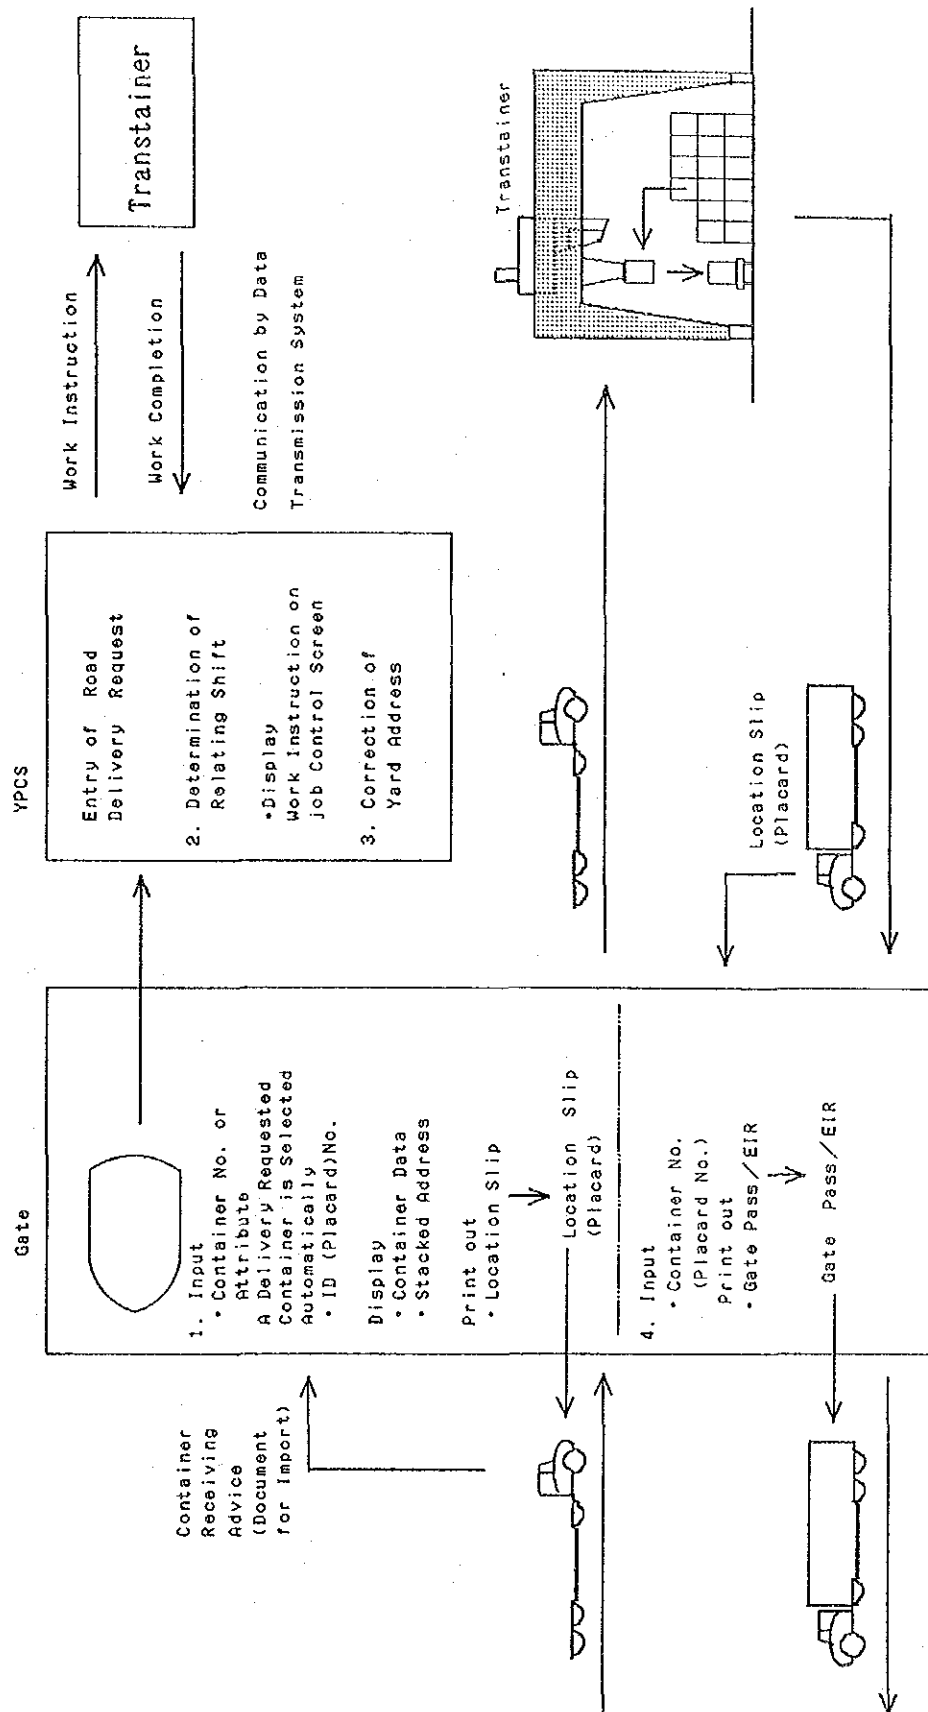 Gate
1. Input
• Container No. or
Attribute
A Delivery Requested
Container is Selected
Automatically
• ID (Placard)No.
Display
• Container Data
• Stacked Address
Print out
• Location Slip
Location Slip
(Placard)
4. Input
• Container No.
(Placard No.)
Print out
• Gate Pass/EIR
Gate Pass/EIR
Container
Receiving
Advice
(Document
for Import)
YPCS
Entry of Road
Delivery Request
2. Determination of
Relating Shift
•Display
Work Instruction on
job Control Screen
3. Correction of
Yard Address
Work Instruction
Work Completion
Communication by Data
Transmission System
Transtainer
Transtainer
Location Slip
(Placard)